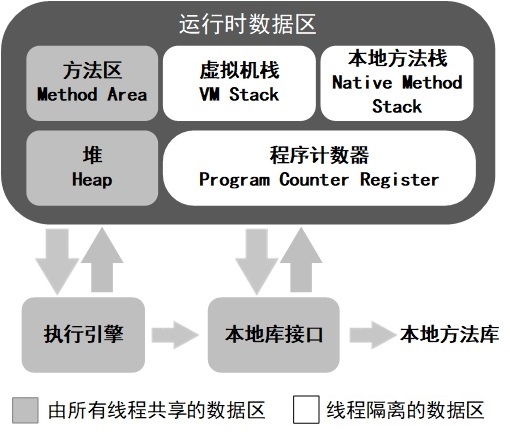 运行时数据区
方法区
Method Area
虚拟机栈
VM Stack
本地方法栈
Native Method
Stack
堆
Heap
程序计数器
Program Counter Register
执行引擎
本地库接口
本地方法库
由所有线程共享的数据区
线程隔离的数据区